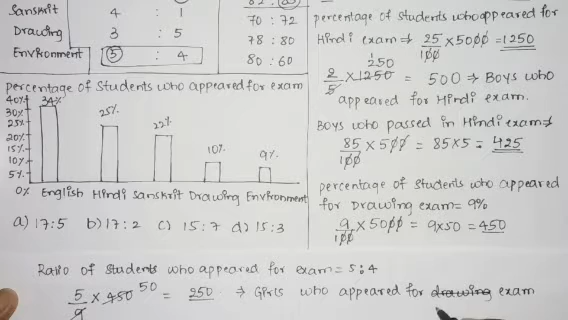 Sanskrit 4 : 1
Drawing 3 : 5
Environment 5 : 4
70 : 72
78 : 80
80 : 60
percentage of Students who appeared for exam
40%
30%
25%
20%
15%
10%
5%
0%
34%
25%
22%
10%
9%
English Hindi Sanskrit Drawing Environment
a) 17:5 b) 17:2 c) 15:7 d) 15:3
percentage of Students who appeared for
Hindi exam ⇒ 25/100 × 5000 = 1250
250
2/5 × 1250 = 500 ⇒ Boys who
appeared for Hindi exam.
Boys who passed in Hindi exam ⇒
85/100 × 500 = 85×5 = 425
percentage of Students who appeared
for Drawing exam = 9%
9/100 × 5000 = 9×50 = 450
Ratio of Students who appeared for exam = 5:4
5/9 × 450 50 = 250 ⇒ Girls who appeared for drawing exam